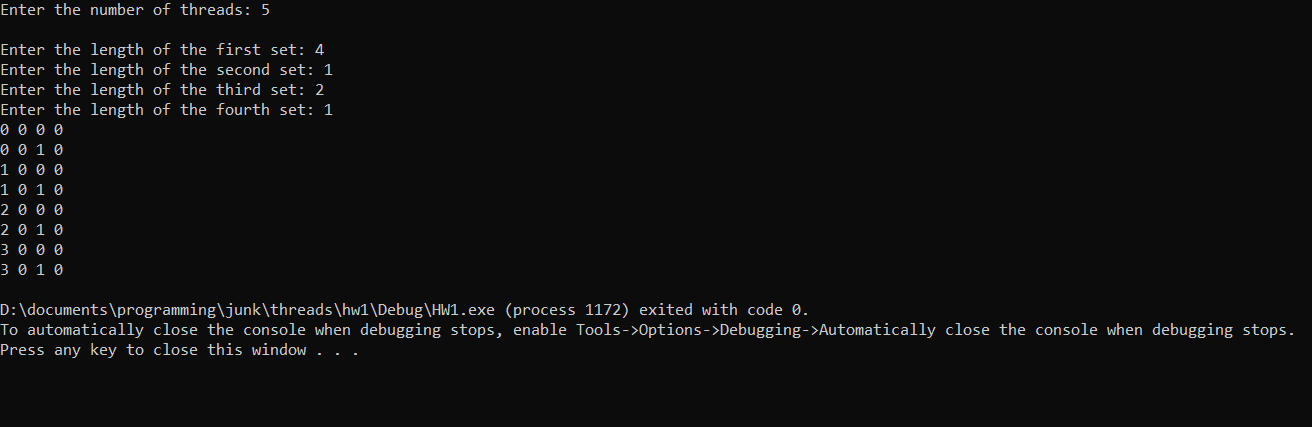 Enter the number of threads: 5
Enter the length of the first set: 4
Enter the length of the second set: 1
Enter the length of the third set: 2
Enter the length of the fourth set: 1
0 0 0 0
0 0 1 0
1 0 0 0
1 0 1 0
2 0 0 0
2 0 1 0
3 0 0 0
3 0 1 0
D:\documents\programming\junk\threads\hw1\Debug\HW1.exe (process 1172) exited with code 0.
To automatically close the console when debugging stops, enable Tools->Options->Debugging->Automatically close the console when debugging stops.
Press any key to close this window . . .